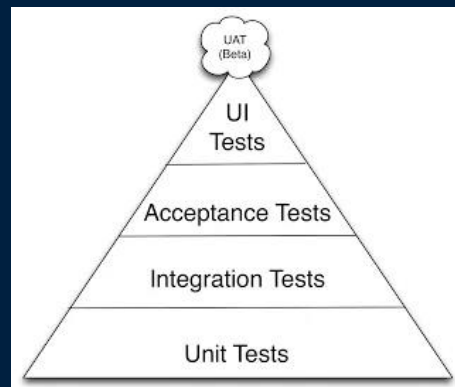 UAT
(Beta)
UI
Tests
Acceptance Tests
Integration Tests
Unit Tests